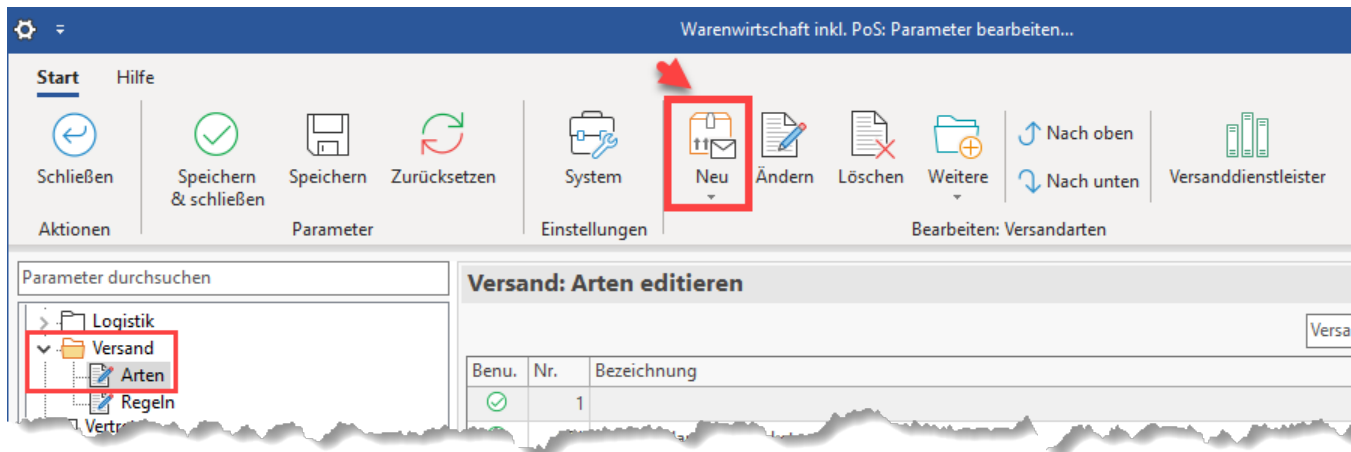 Warenwirtschaft inkl. PoS: Parameter bearbeiten...
Start Hilfe
Schließen
Speichern
& schließen
Speichern
Zurücksetzen
System
Neu
Ändern
Löschen
Weitere
Nach oben
Nach unten
Versanddienstleister
Aktionen
Parameter
Einstellungen
Bearbeiten: Versandarten
Parameter durchsuchen
Logistik
Versand
Arten
Regeln
Versand: Arten editieren
Versa
Benu. Nr. Bezeichnung
1